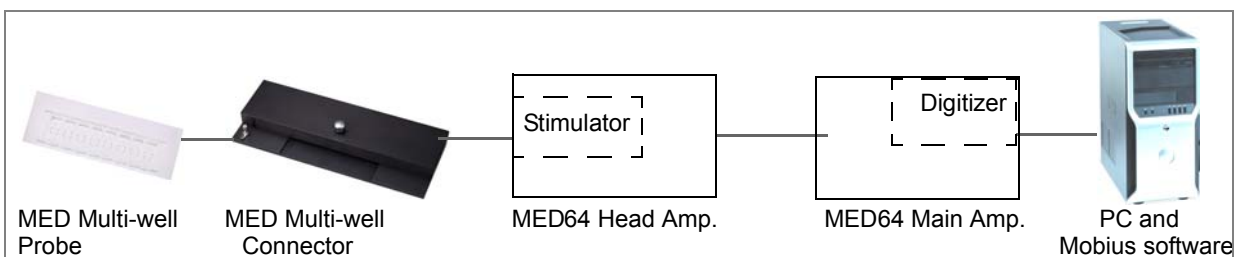 Stimulator
Digitizer
MED Multi-well
Probe
MED Multi-well
Connector
MED64 Head Amp.
MED64 Main Amp.
PC and
Mobius software